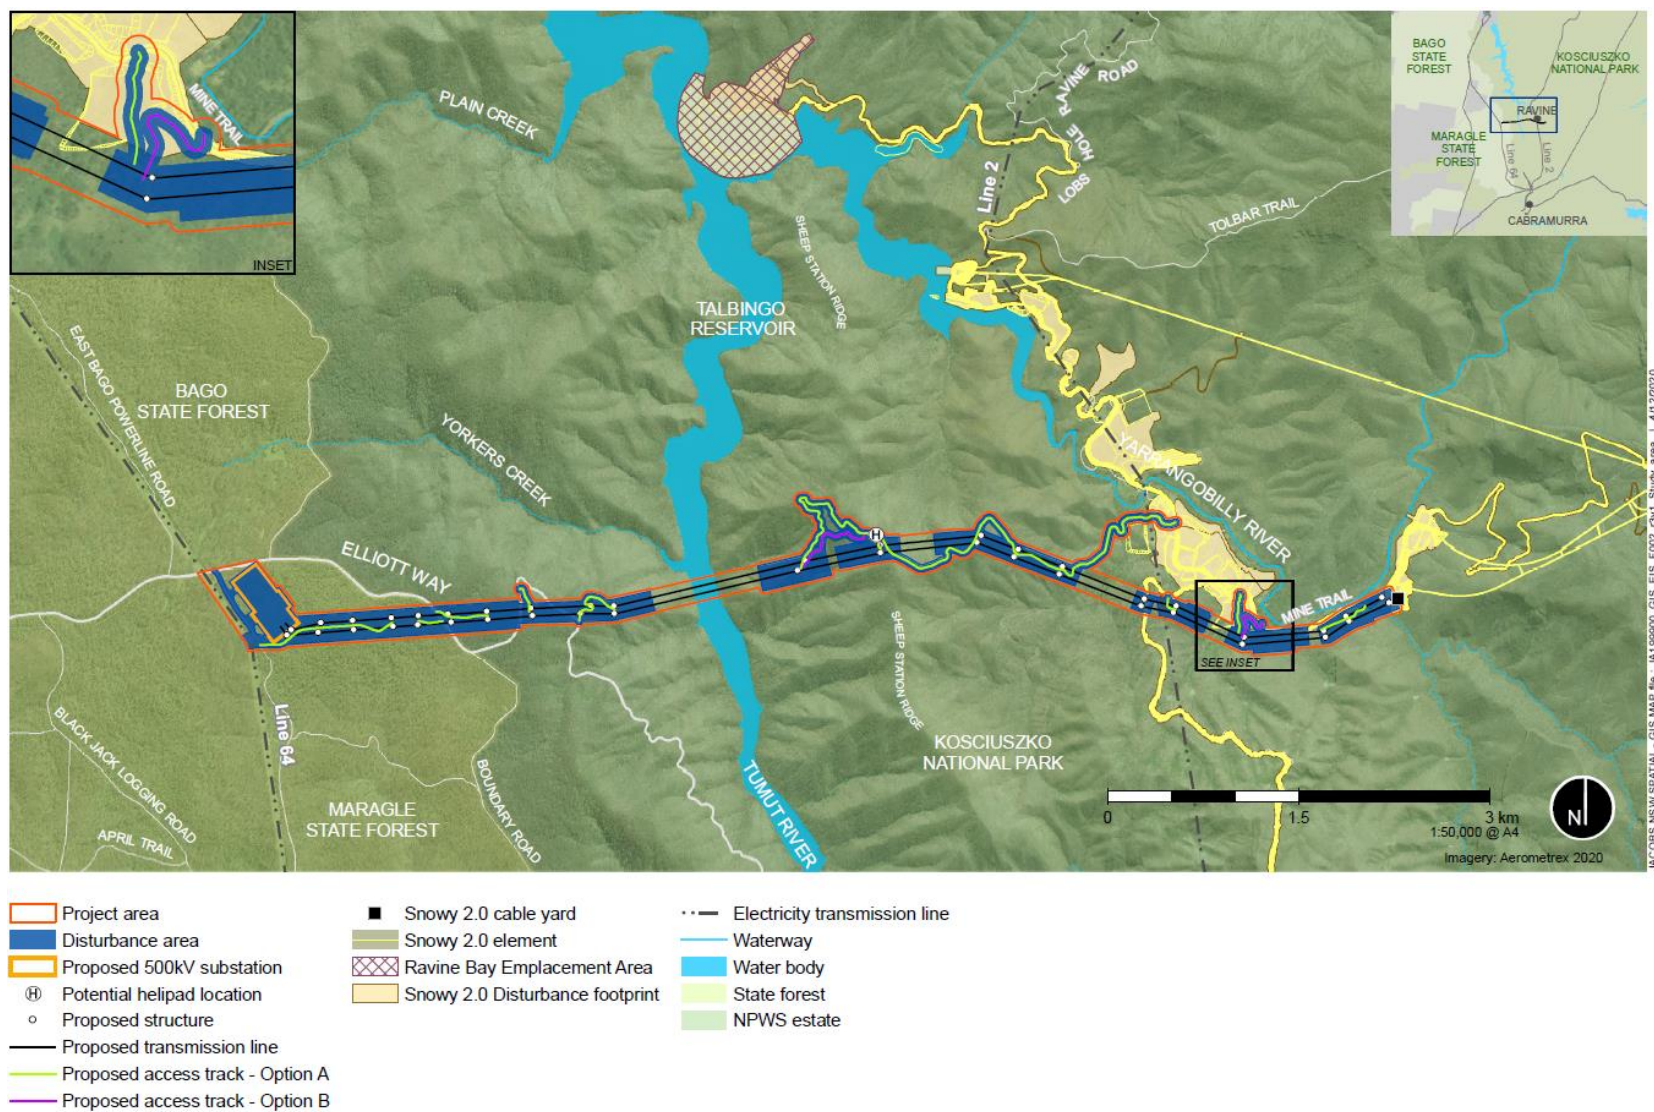 INSET
MINE TRAIL
PLAIN CREEK
LOBS HOLE RAVINE ROAD
Line 2
TOLBAR TRAIL
SHEEP STATION RIDGE
TALBINGO
RESERVOIR
BAGO
STATE FOREST
KOSCIUSZKO
NATIONAL PARK
RAVINE
MARAGLE
STATE
FOREST
Line 64
Line 2
CABRAMURRA
BAGO
STATE FOREST
EAST BAGO POWERLINE ROAD
YORKERS CREEK
YARRANGOBILLY RIVER
ELLIOTT WAY
H
MINE TRAIL
SEE INSET
SHEEP STATION RIDGE
Line 64
BLACK JACK LOGGING ROAD
APRIL TRAIL
MARAGLE
STATE FOREST
BOUNDARY ROAD
TUMUT RIVER
KOSCIUSZKO
NATIONAL PARK
0 1.5 3 km
1:50,000 @ A4
N
Imagery: Aerometrex 2020
Project area
Disturbance area
Proposed 500kV substation
H Potential helipad location
Proposed structure
Proposed transmission line
Proposed access track - Option A
Proposed access track - Option B
Snowy 2.0 cable yard
Snowy 2.0 element
Ravine Bay Emplacement Area
Snowy 2.0 Disturbance footprint
Electricity transmission line
Waterway
Water body
State forest
NPWS estate